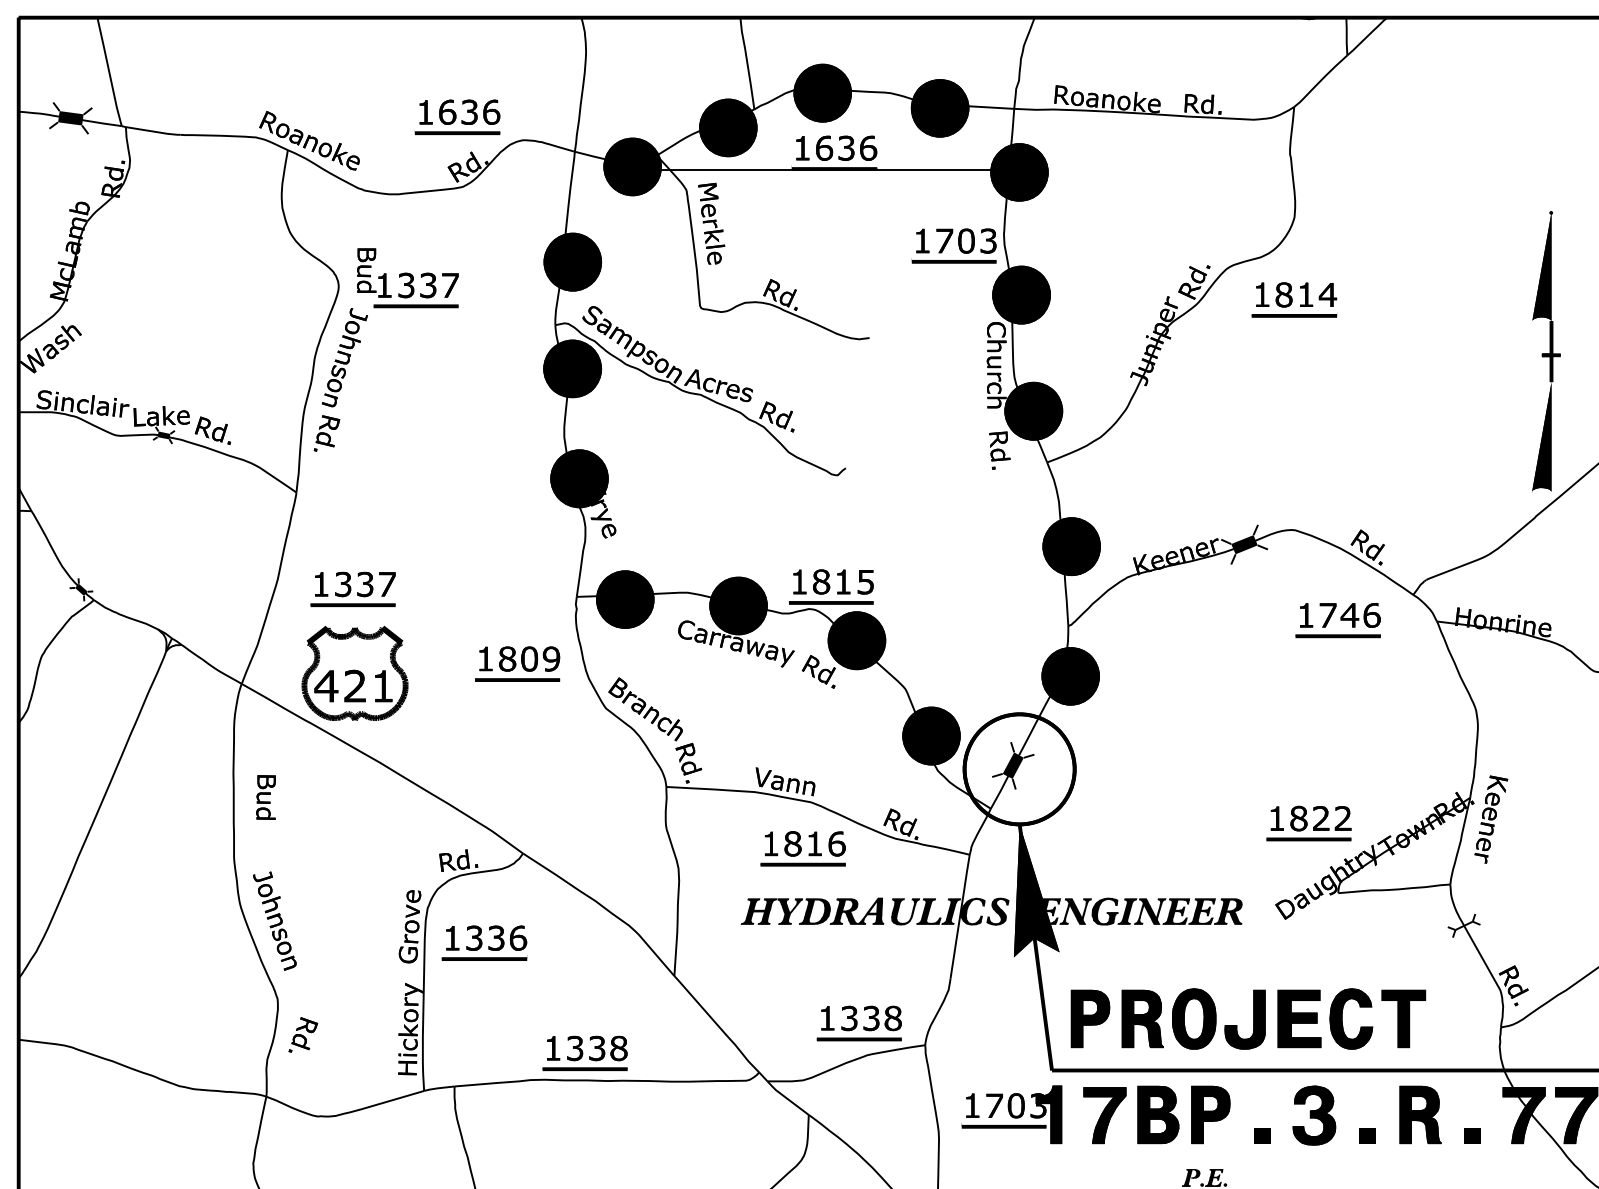 1636
Roanoke Rd.
Roanoke
Rd.
1636
McLamb Rd.
Merkle
Rd.
1703
Bud
1337
Johnson Rd.
1814
Juniper Rd.
Church
Rd.
Sampson Acres Rd.
Wash
Sinclair Lake Rd.
rye
Keener
Rd.
1337
1815
1746
Honrine
Carraway Rd.
421
1809
Branch
Rd.
Vann
Rd.
Bud
Johnson
Rd.
Keener
Rd.
1822
Daughtry Town Rd.
1816
Rd.
Hickory Grove
1336
HYDRAULICS ENGINEER
PROJECT
1338
1338
1703
17BP.3.R.77
P.E.